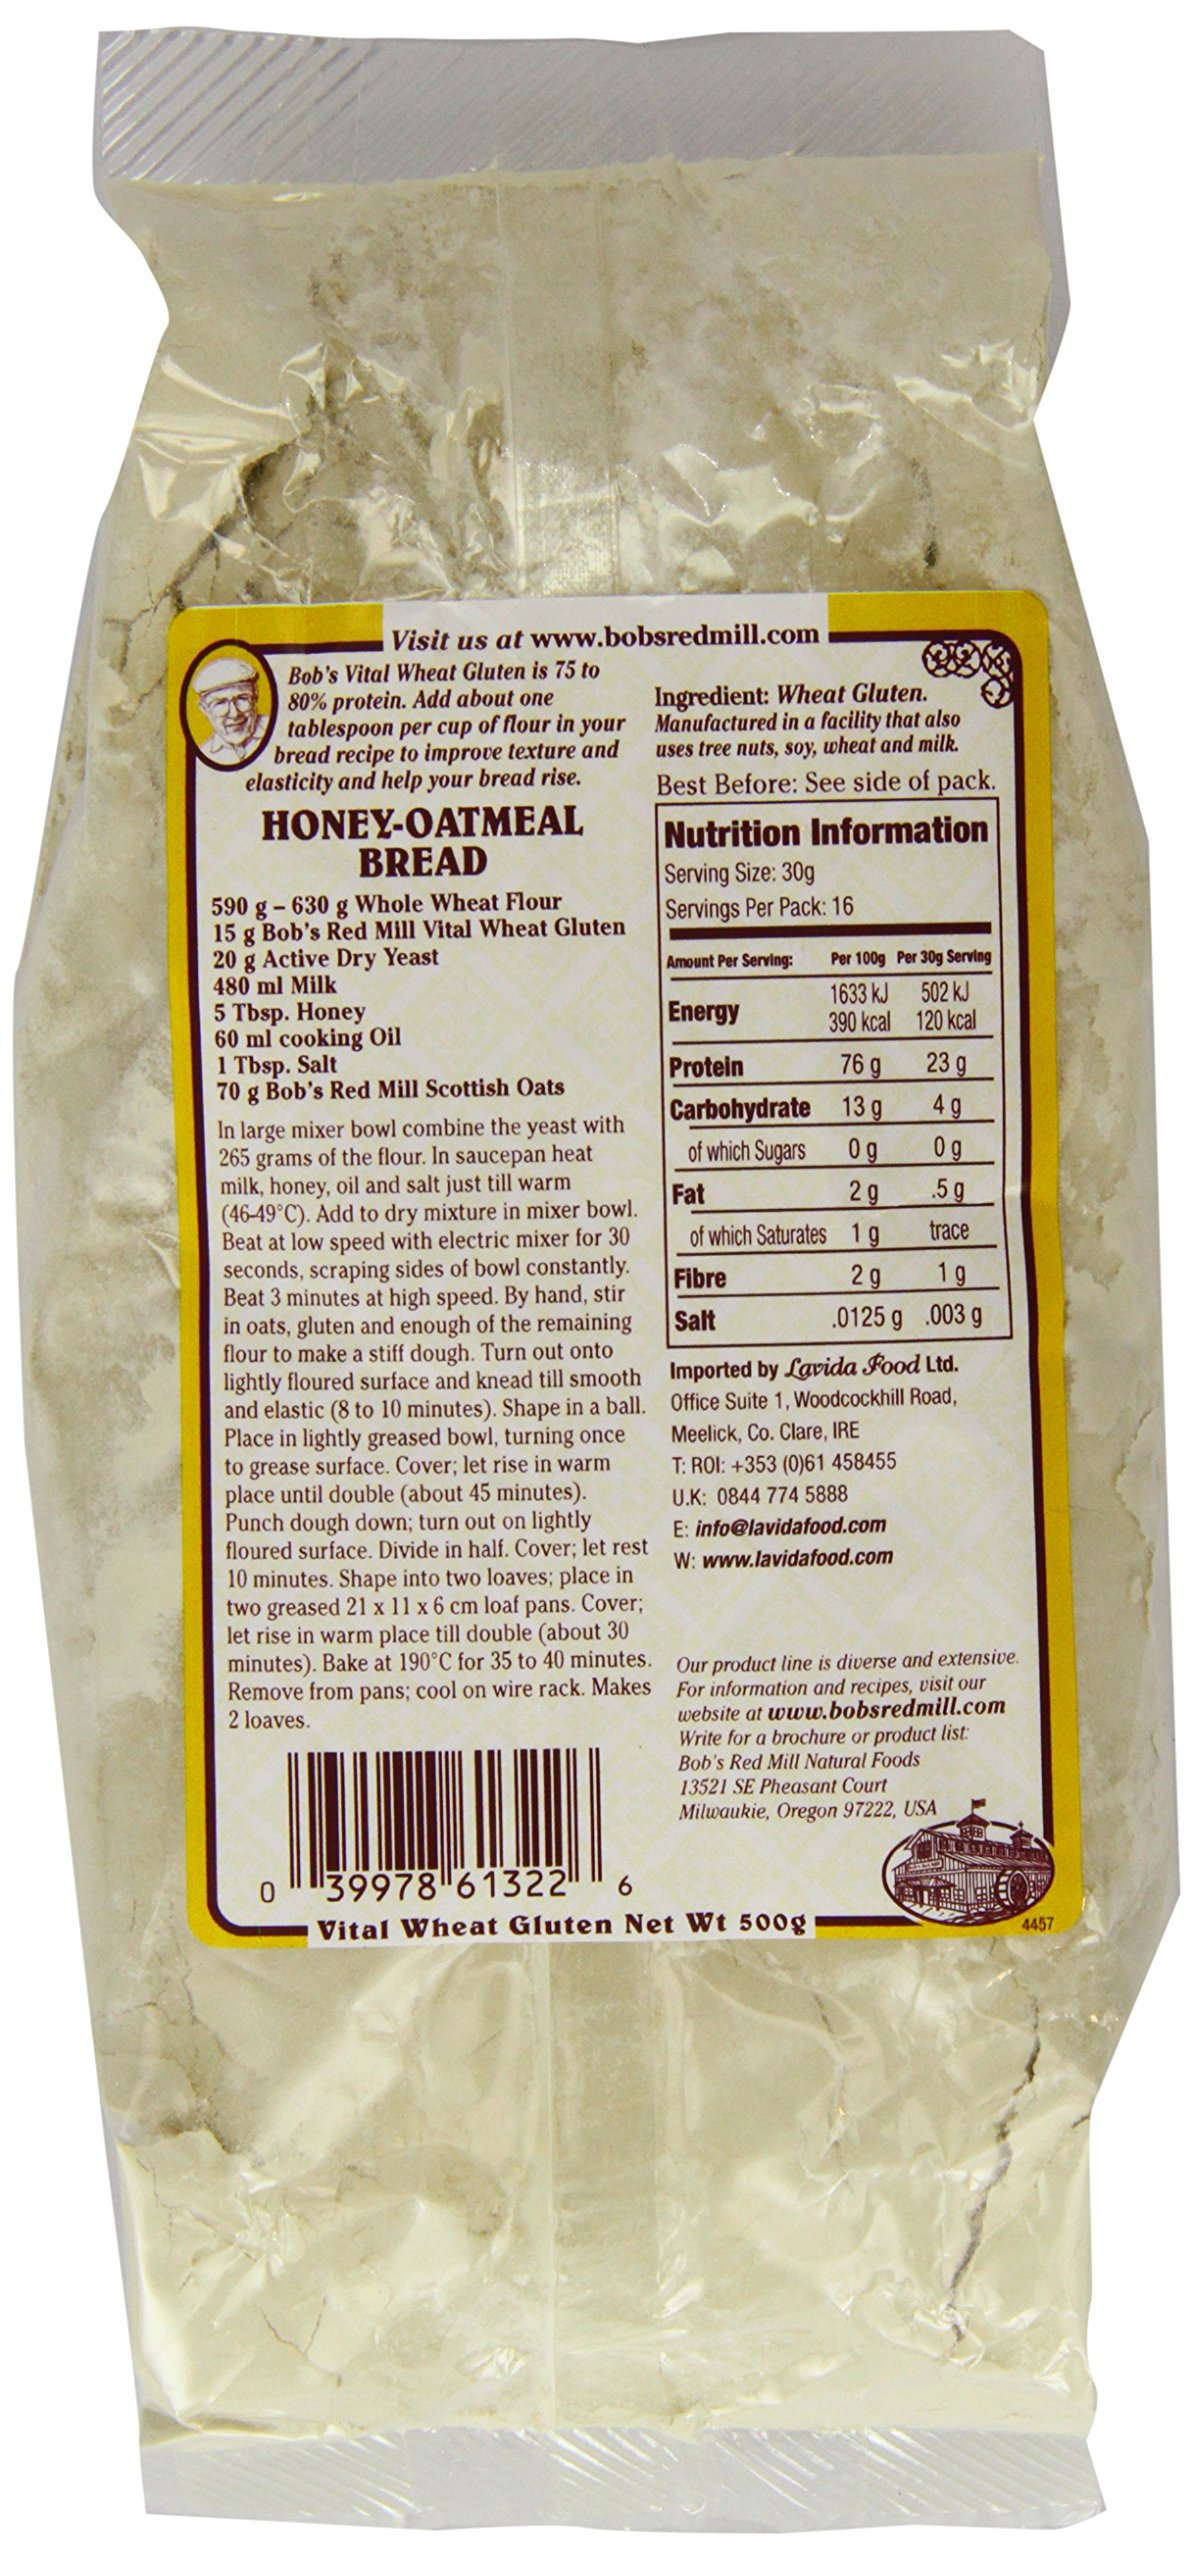 Visit us at www.bobsredmill.com
Bob's Vital Wheat Gluten is 75 to
80% protein. Add about one
tablespoon per cup of flour in your
bread recipe to improve texture and
elasticity and help your bread rise.
HONEY-OATMEAL
BREAD
590 g – 630 g Whole Wheat Flour
15 g Bob's Red Mill Vital Wheat Gluten
20 g Active Dry Yeast
480 ml Milk
5 Tbsp. Honey
60 ml cooking Oil
1 Tbsp. Salt
70 g Bob's Red Mill Scottish Oats
In large mixer bowl combine the yeast with
265 grams of the flour. In saucepan heat
milk, honey, oil and salt just till warm
(46-49°C). Add to dry mixture in mixer bowl.
Beat at low speed with electric mixer for 30
seconds, scraping sides of bowl constantly.
Beat 3 minutes at high speed. By hand, stir
in oats, gluten and enough of the remaining
flour to make a stiff dough. Turn out onto
lightly floured surface and knead till smooth
and elastic (8 to 10 minutes). Shape in a ball.
Place in lightly greased bowl, turning once
to grease surface. Cover; let rise in warm
place until double (about 45 minutes).
Punch dough down; turn out on lightly
floured surface. Divide in half. Cover; let rest
10 minutes. Shape into two loaves; place in
two greased 21 x 11 x 6 cm loaf pans. Cover;
let rise in warm place till double (about 30
minutes). Bake at 190°C for 35 to 40 minutes.
Remove from pans; cool on wire rack. Makes
2 loaves.
0 39978 61322 6
Ingredient: Wheat Gluten.
Manufactured in a facility that also
uses tree nuts, soy, wheat and milk.
Best Before: See side of pack.
Nutrition Information
Serving Size: 30g
Servings Per Pack: 16
Amount Per Serving: Per 100g Per 30g Serving
Energy 1633 kJ 502 kJ
390 kcal 120 kcal
Protein 76 g 23 g
Carbohydrate 13 g 4 g
of which Sugars 0 g 0 g
Fat 2 g .5 g
of which Saturates 1 g trace
Fibre 2 g 1 g
Salt .0125 g .003 g
Imported by Lavida Food Ltd.
Office Suite 1, Woodcockhill Road,
Meelick, Co. Clare, IRE
T: ROI: +353 (0)61 458455
U.K: 0844 774 5888
E: info@lavidafood.com
W: www.lavidafood.com
Our product line is diverse and extensive.
For information and recipes, visit our
website at www.bobsredmill.com
Write for a brochure or product list:
Bob's Red Mill Natural Foods
13521 SE Pheasant Court
Milwaukie, Oregon 97222, USA
4457
Vital Wheat Gluten Net Wt 500g